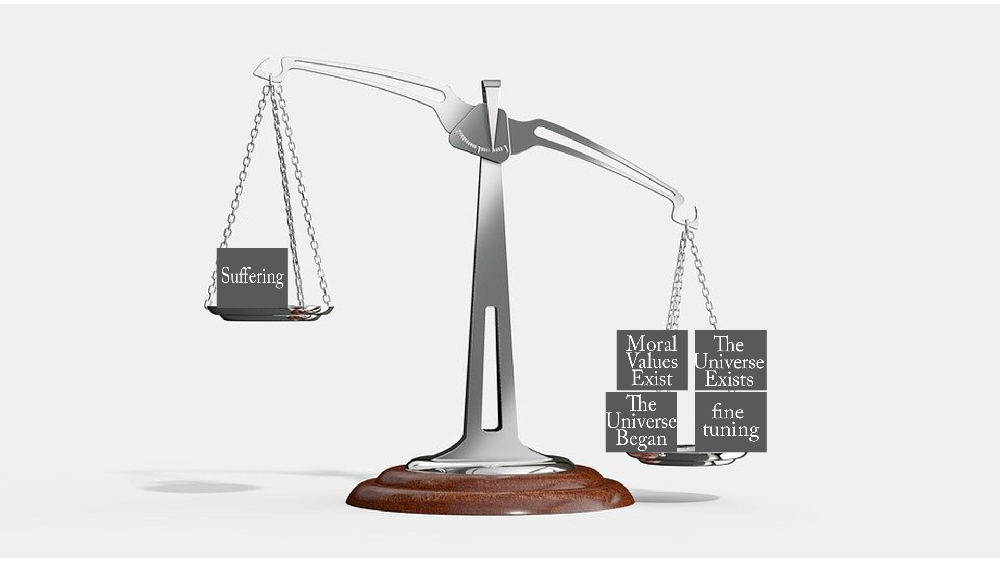 Suffering
Moral
Values
Exist
The
Universe
Exists
The
Universe
Began
fine
tuning